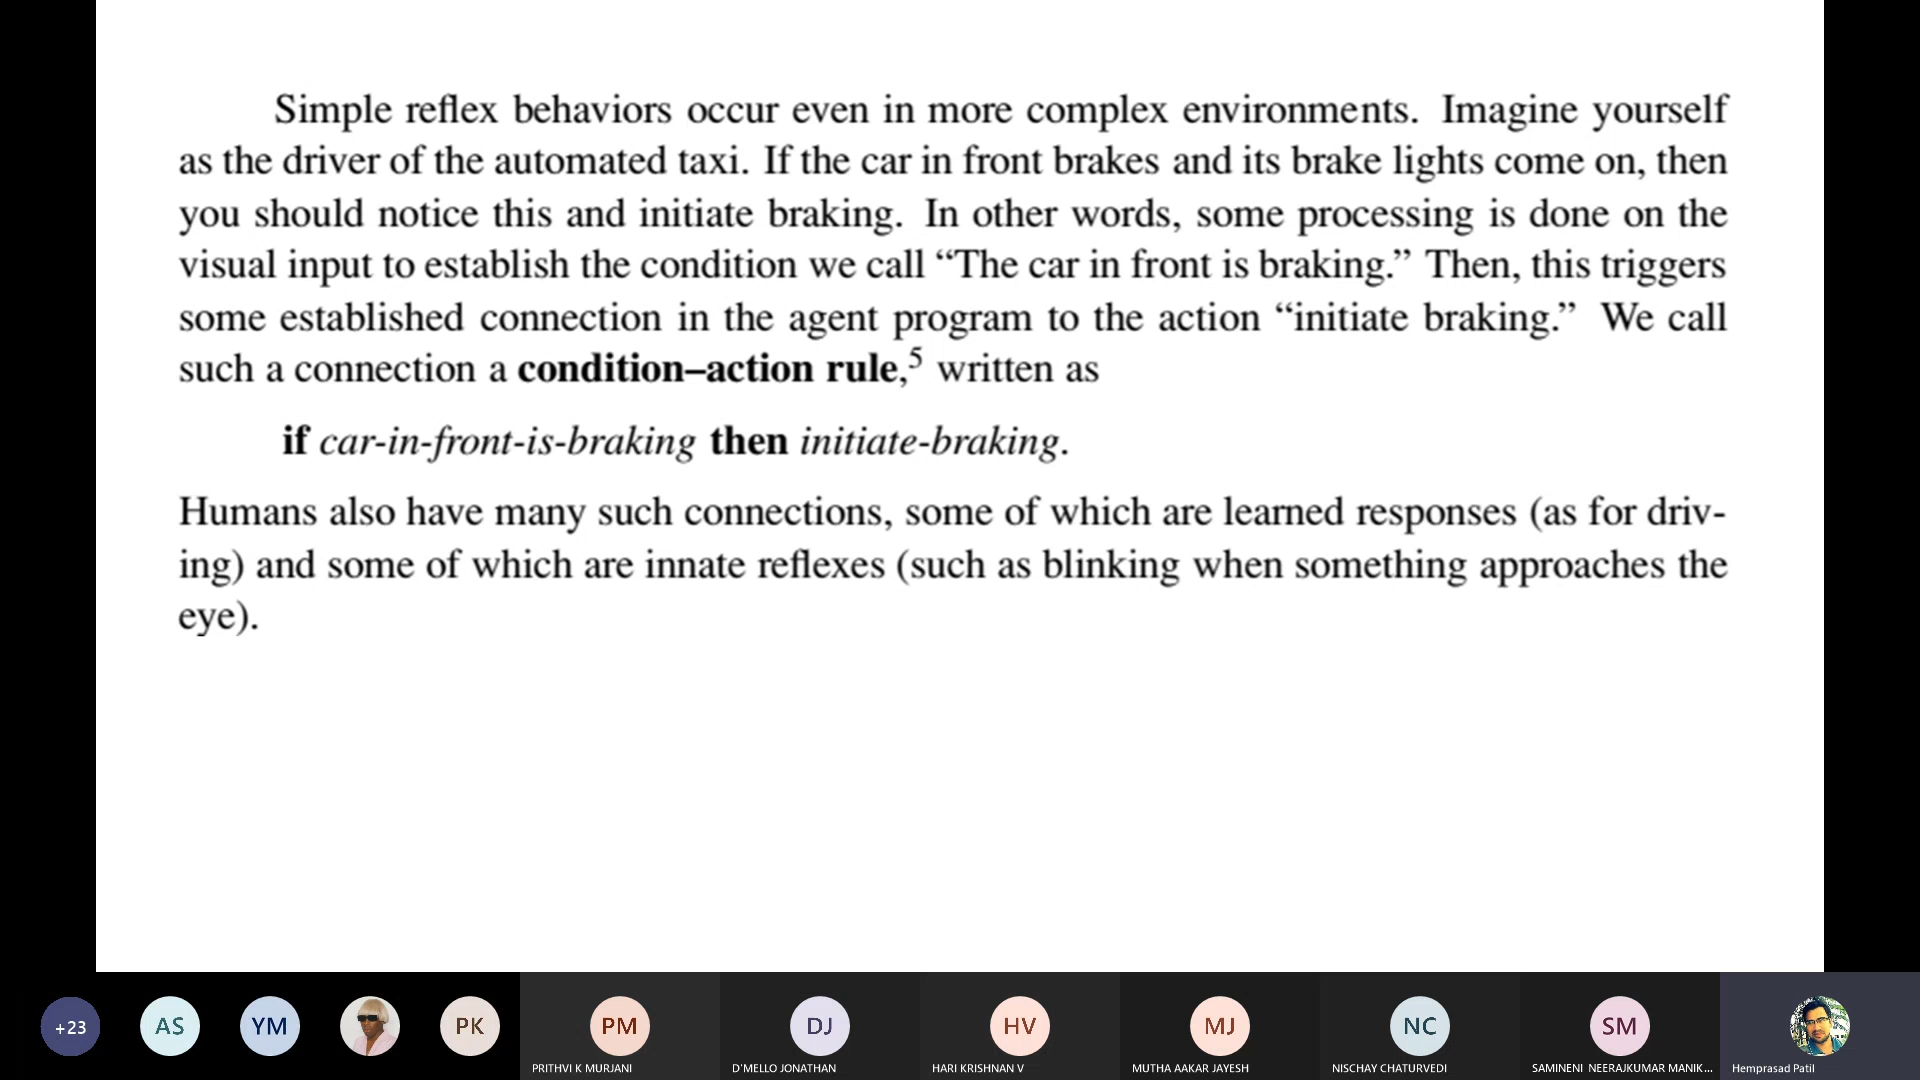 Simple reflex behaviors occur even in more complex environments. Imagine yourself
as the driver of the automated taxi. If the car in front brakes and its brake lights come on, then
you should notice this and initiate braking. In other words, some processing is done on the
visual input to establish the condition we call “The car in front is braking.” Then, this triggers
some established connection in the agent program to the action “initiate braking.” We call
such a connection a condition–action rule,5 written as
if car-in-front-is-braking then initiate-braking.
Humans also have many such connections, some of which are learned responses (as for driv-
ing) and some of which are innate reflexes (such as blinking when something approaches the
eye).
+23 AS YM PK PM DJ HV MJ NC SM
PRITHVI K MURJANI D'MELLO JONATHAN HARI KRISHNAN V MUTHA AAKAR JAYESH NISCHAY CHATURVEDI SAMINENI NEERAJKUMAR MANIK... Hemprasad Patil